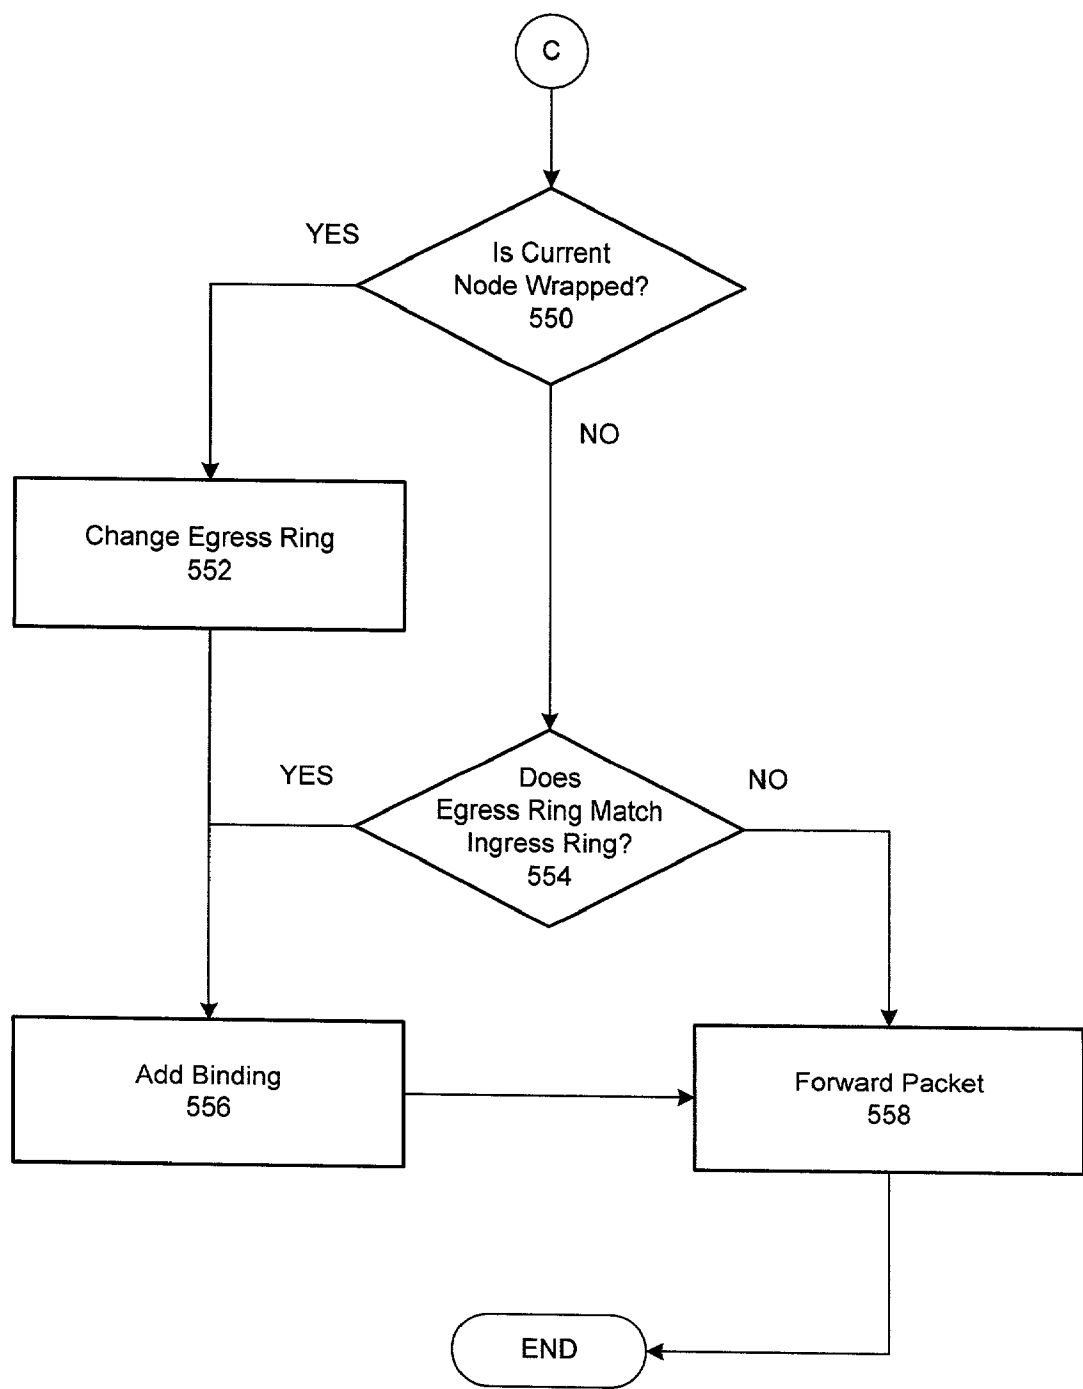 C
YES
Is Current
Node Wrapped?
550
NO
Change Egress Ring
552
YES
Does
Egress Ring Match
Ingress Ring?
554
NO
Add Binding
556
Forward Packet
558
END